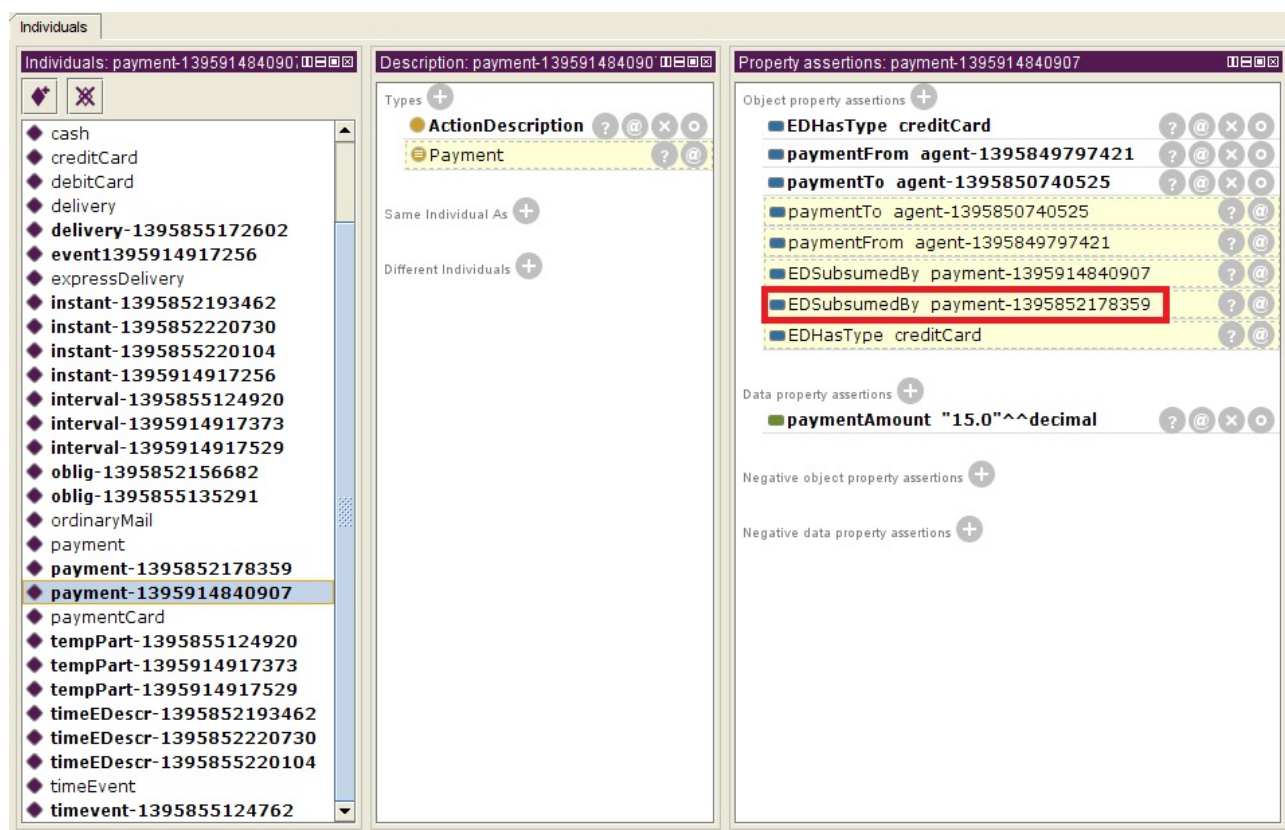 Individuals
Individuals: payment-1395914840907
cash
creditCard
debitCard
delivery
delivery-1395855172602
event1395914917256
expressDelivery
instant-1395852193462
instant-1395852220730
instant-1395855220104
instant-1395914917256
interval-1395855124920
interval-1395914917373
interval-1395914917529
oblig-1395852156682
oblig-1395855135291
ordinaryMail
payment
payment-1395852178359
payment-1395914840907
paymentCard
tempPart-1395855124920
tempPart-1395914917373
tempPart-1395914917529
timeEDescr-1395852193462
timeEDescr-1395852220730
timeEDescr-1395855220104
timeEvent
timevent-1395855124762
Description: payment-139591484090
Types
ActionDescription ? @
Payment ? @
Same Individual As
Different Individuals
Property assertions: payment-1395914840907
Object property assertions
EDHasType creditCard ? @
paymentFrom agent-1395849797421 ? @
paymentTo agent-1395850740525 ? @
paymentTo agent-1395850740525 ? @
paymentFrom agent-1395849797421 ? @
EDSubsumedBy payment-1395914840907 ? @
EDSubsumedBy payment-1395852178359 ? @
EDHasType creditCard ? @
Data property assertions
paymentAmount "15.0"^^decimal ? @
Negative object property assertions
Negative data property assertions